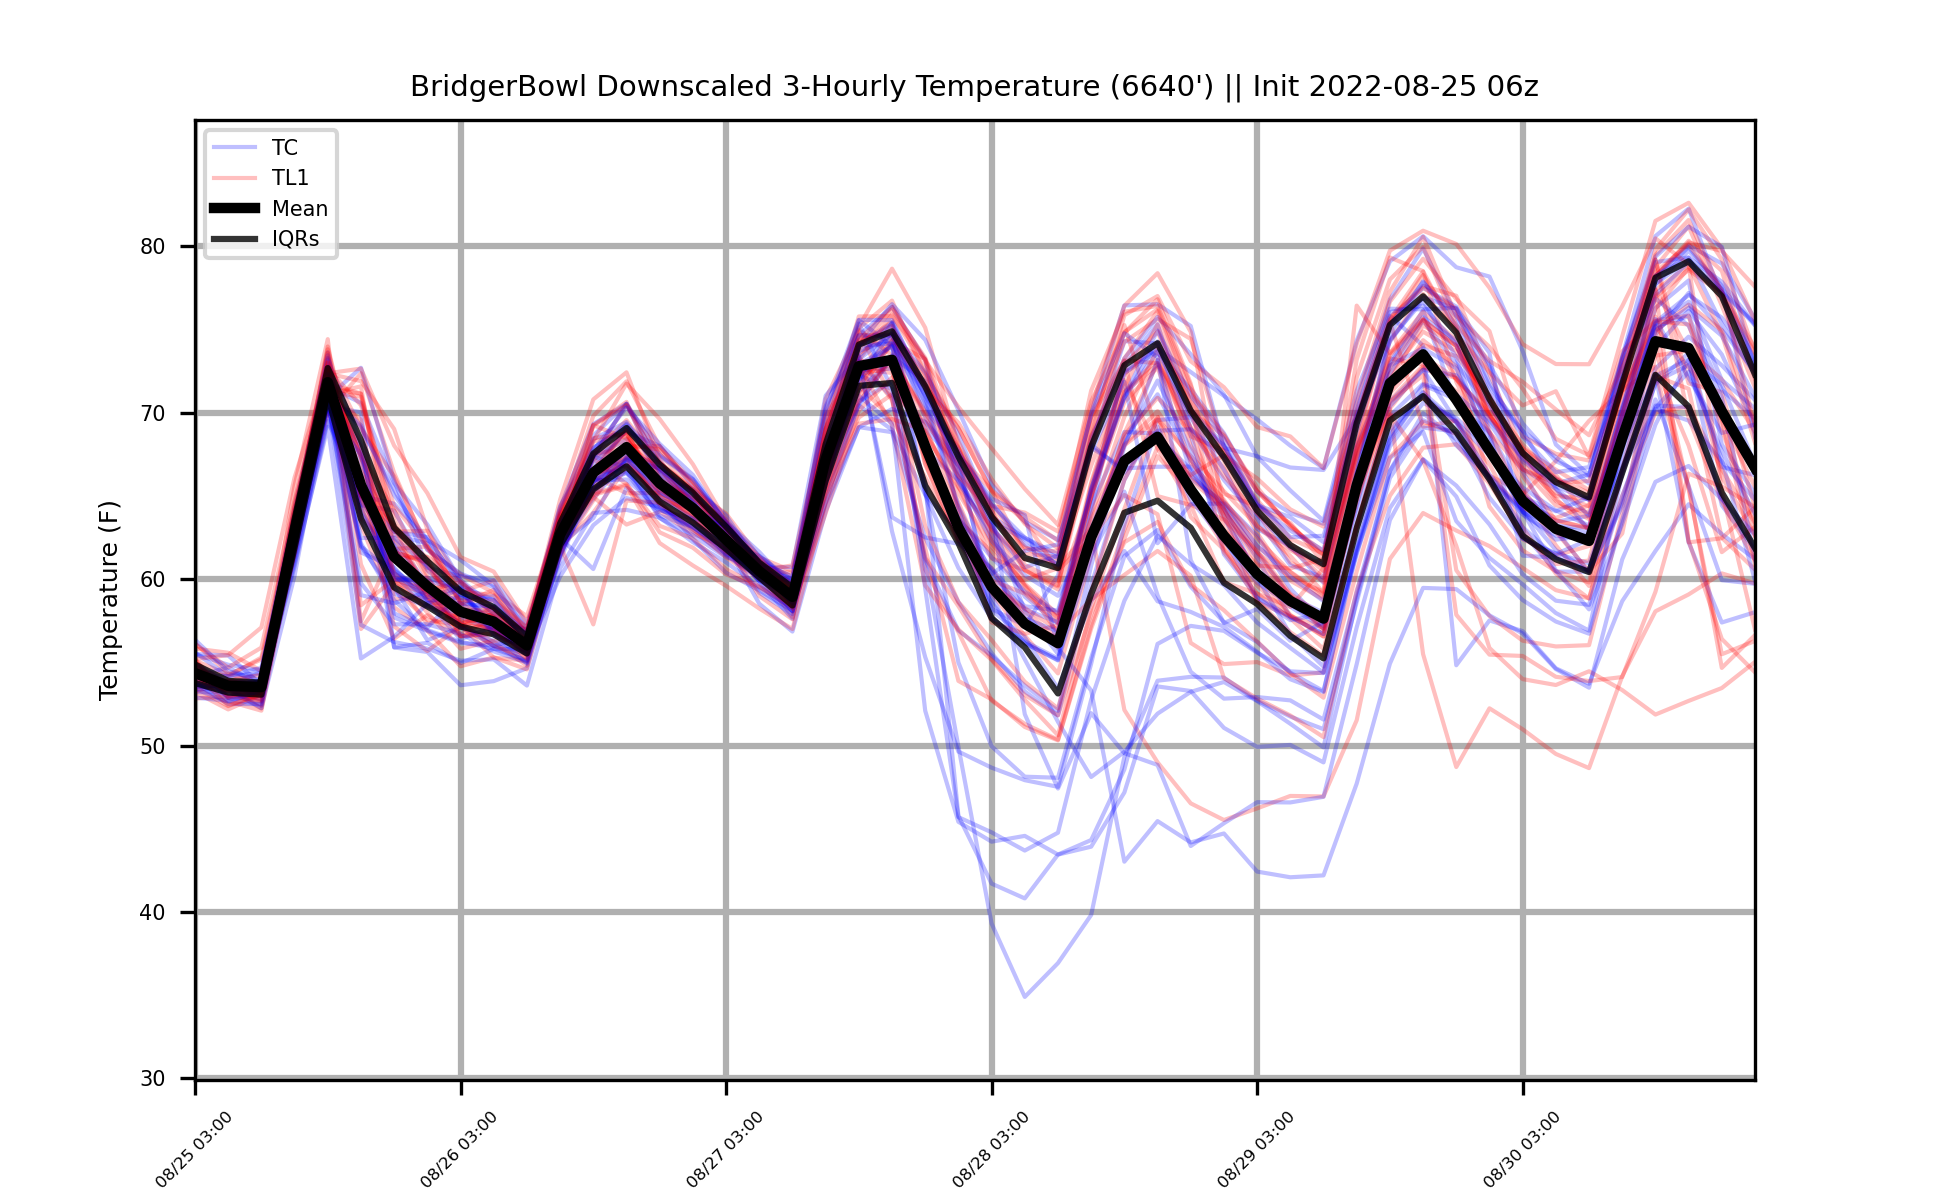 BridgerBowl Downscaled 3-Hourly Temperature (6640') || Init 2022-08-25 06z
TC
TL1
Mean
IQRs
Temperature (F)
80
70
60
50
40
30
08/25 03:00
08/26 03:00
08/27 03:00
08/28 03:00
08/29 03:00
08/30 03:00